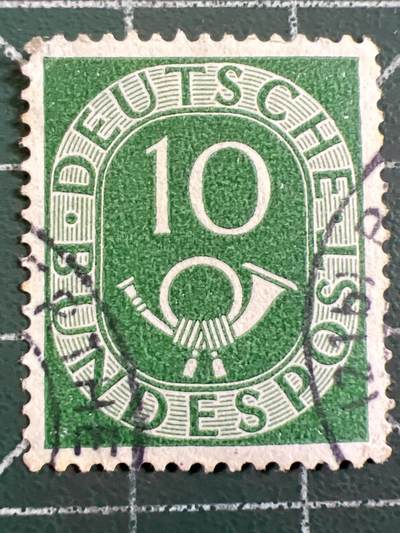 DEUTSCHE · BUNDESPOST ·
10